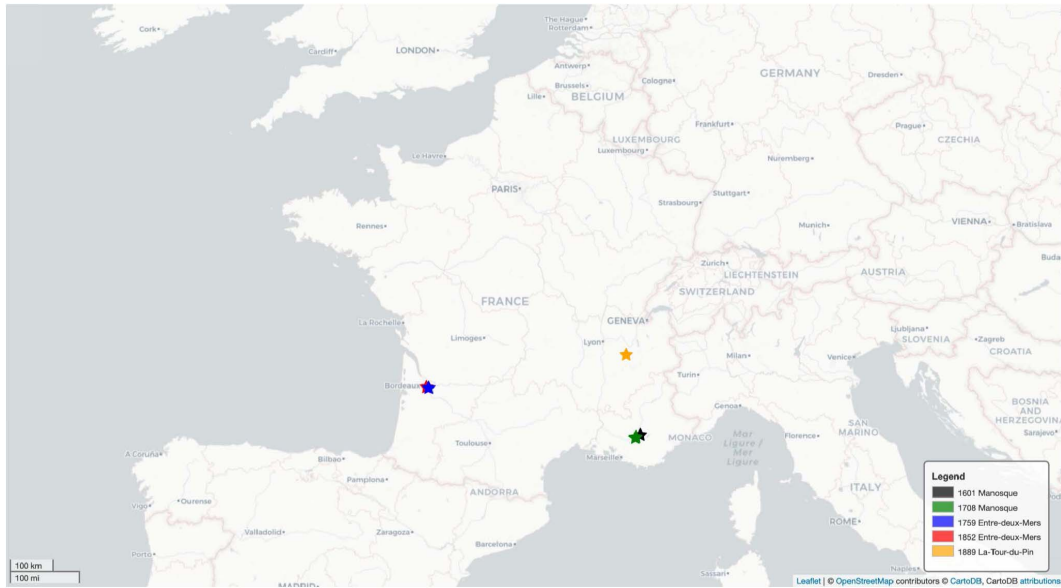 The Hague•
Rotterdam•
Cork•
Cardiff•
LONDON•
Antwerp•
Brussels•
BELGIUM
Lille•
Cologne•
GERMANY
Dresden•
Frankfurt•
Prague•
CZECHIA
LUXEMBOURG
Luxembourg•
Nuremberg•
Le Havre•
PARIS•
Stuttgart•
Strasbourg•
Rennes•
Munich•
VIENNA•
•Bratislava
Buda
Zürich•
LIECHTENSTEIN
AUSTRIA
SWITZERLAND
FRANCE
La Rochelle•
GENEVA•
Limoges•
Lyon•
Ljubljana•
SLOVENIA
•Zagreb
CROATIA
Milan•
Venice•
Turin•
Bordeaux•
Genoa•
BOSNIA
AND
HERZEGOVINA
Sarajevo•
SAN
MARINO
MONACO
Mar
Ligure /
Mer
Ligure
Florence•
Toulouse•
Marseille•
A Coruña•
Bilbao•
Pamplona•
ANDORRA
Vigo•
•Ourense
Valladolid•
Zaragoza•
Barcelona•
Porto•
MADRID•
ITALY
ROME•
Naples•
Sassari•
Legend
1601 Manosque
1708 Manosque
1759 Entre-deux-Mers
1852 Entre-deux-Mers
1889 La-Tour-du-Pin
100 km
100 mi
Leaflet | © OpenStreetMap contributors © CartoDB, CartoDB attributions